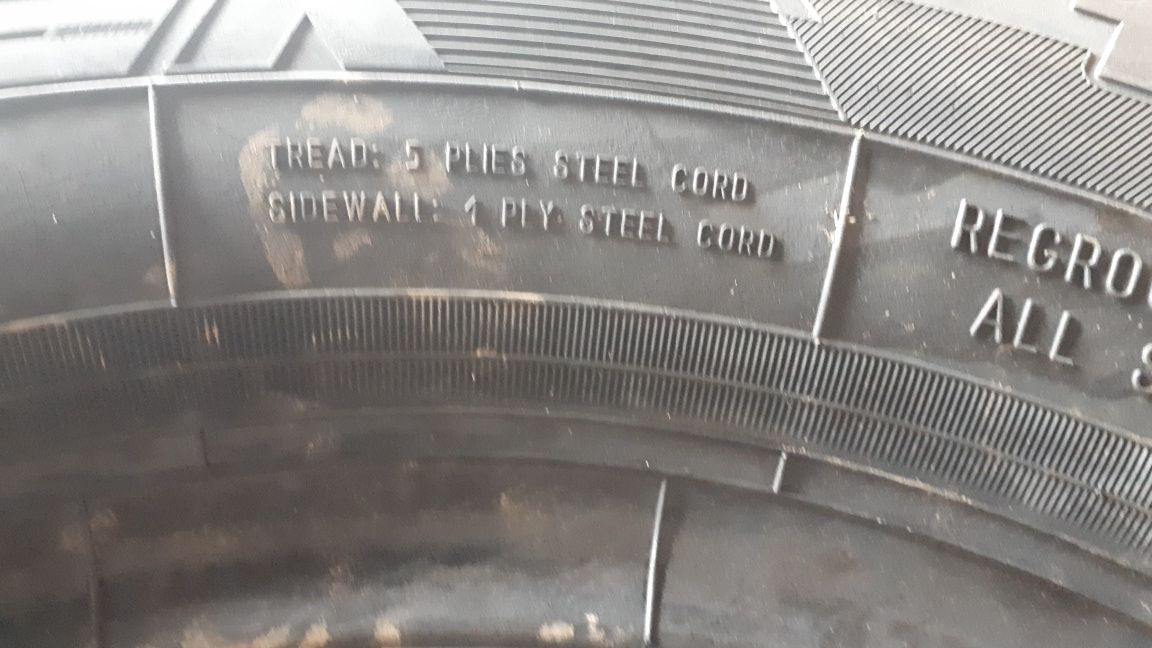 TREAD: 5 PLIES STEEL CORD
SIDEWALL: 1 PLY STEEL CORD
REGRO
ALL S